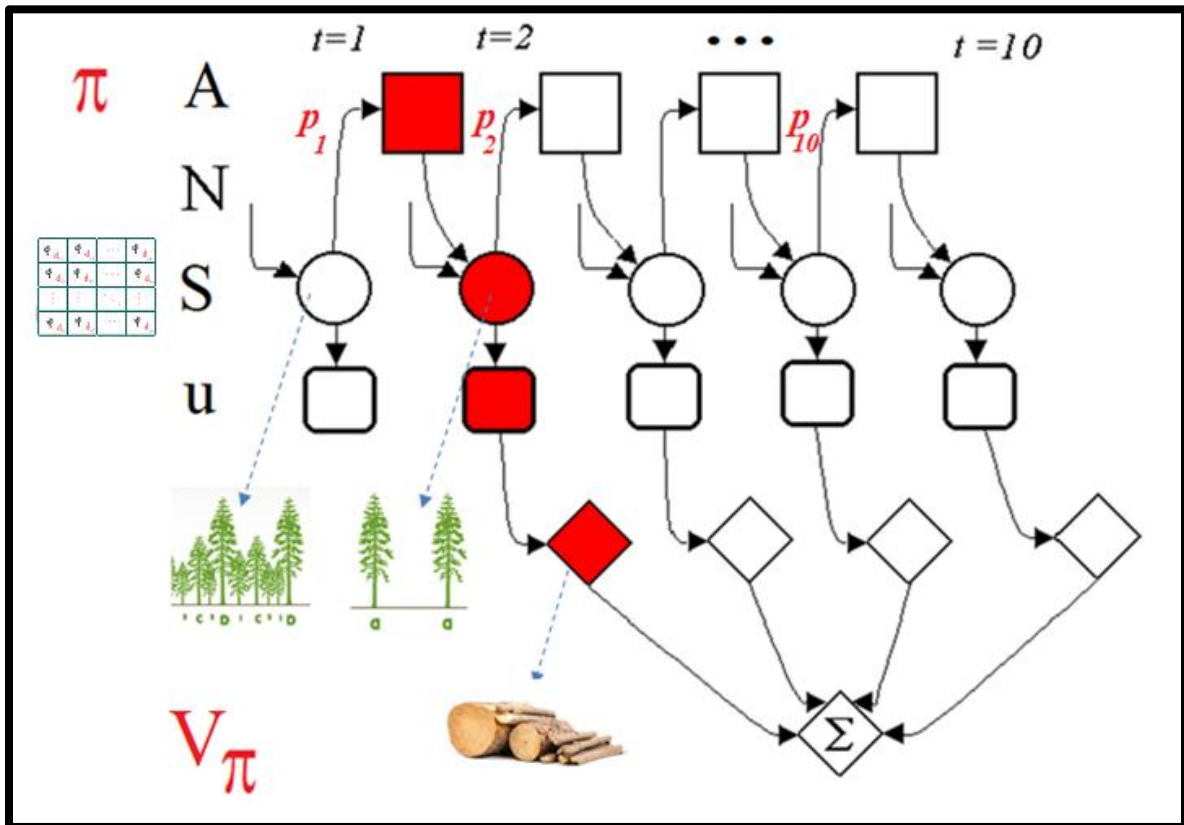 t=1 t=2 • • • t =10
π A
p1 p2 p10
N
S
u
s C s D I C s I D
G G
Vπ Σ